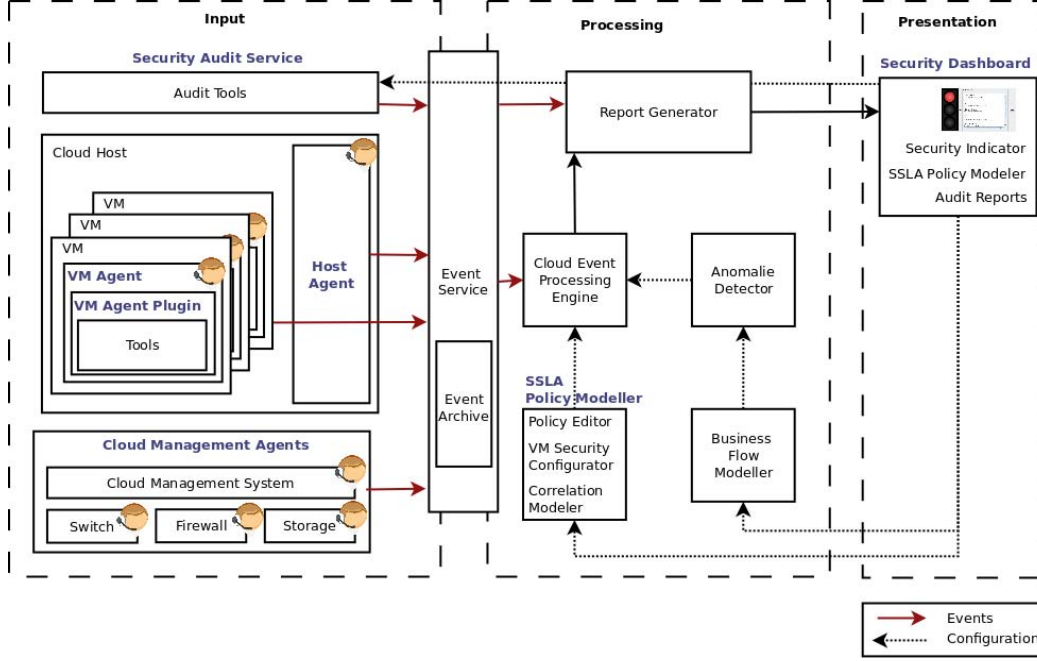 Input
Processing
Presentation
Security Audit Service
Audit Tools
Cloud Host
VM
VM
VM
VM Agent
VM Agent Plugin
Tools
Host
Agent
Cloud Management Agents
Cloud Management System
Switch
Firewall
Storage
Event
Service
Event
Archive
Report Generator
Cloud Event
Processing
Engine
Anomalie
Detector
SSLA
Policy Modeller
Policy Editor
VM Security
Configurator
Correlation
Modeler
Business
Flow
Modeller
Security Dashboard
Security Indicator
SSLA Policy Modeler
Audit Reports
Events
Configuration